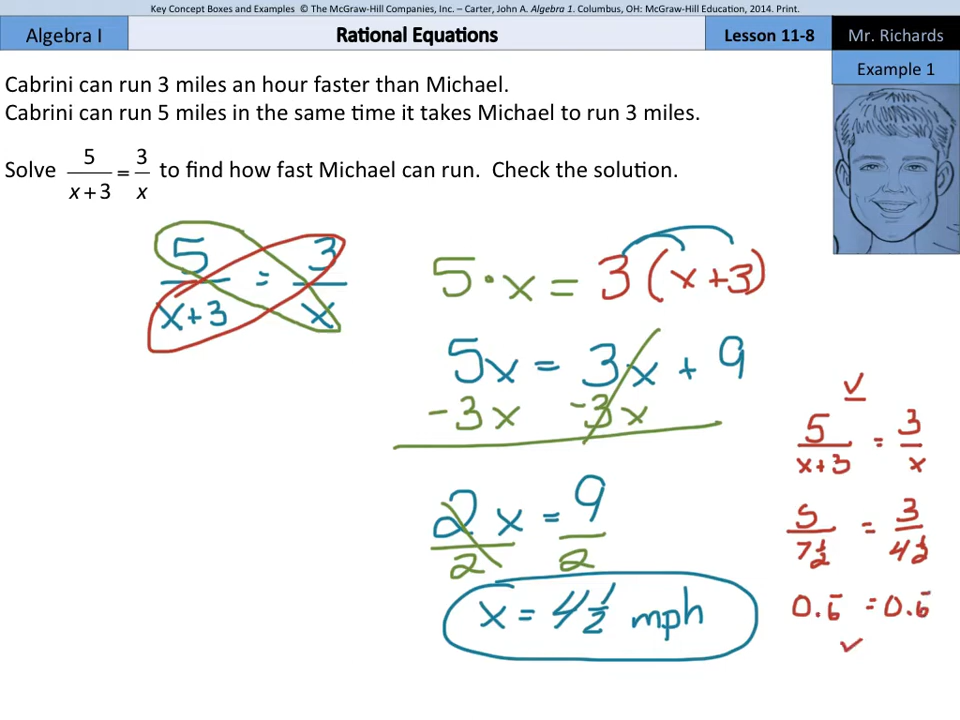 Key Concept Boxes and Examples © The McGraw-Hill Companies, Inc. – Carter, John A. Algebra 1. Columbus, OH: McGraw-Hill Education, 2014. Print.
Algebra I
Rational Equations
Lesson 11-8
Mr. Richards
Example 1
Cabrini can run 3 miles an hour faster than Michael.
Cabrini can run 5 miles in the same time it takes Michael to run 3 miles.
Solve 5/(x+3) = 3/x to find how fast Michael can run. Check the solution.
5/(x+3) = 3/x
5·x = 3(x+3)
5x = 3x + 9
-3x -3x
2x/2 = 9/2
x = 4½ mph
✓
5/(x+3) = 3/x
5/7½ = 3/4½
0.6̅ = 0.6̅
✓